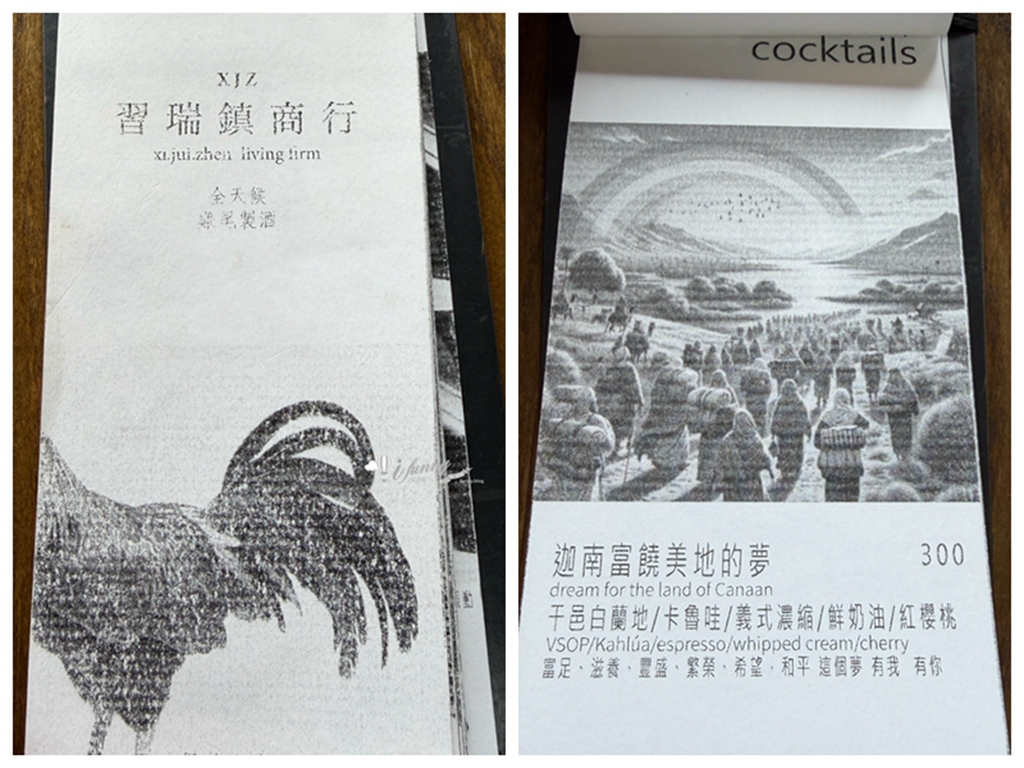 XJZ
習瑞鎮商行
xi.jui.zhen living firm
全天候
雞尾製酒
i funny
cocktails
迦南富饒美地的夢 300
dream for the land of Canaan
干邑白蘭地/卡魯哇/義式濃縮/鮮奶油/紅櫻桃
VSOP/Kahlúa/espresso/whipped cream/cherry
富足、滋養、豐盛、繁榮、希望，和平 這個夢 有我 有你